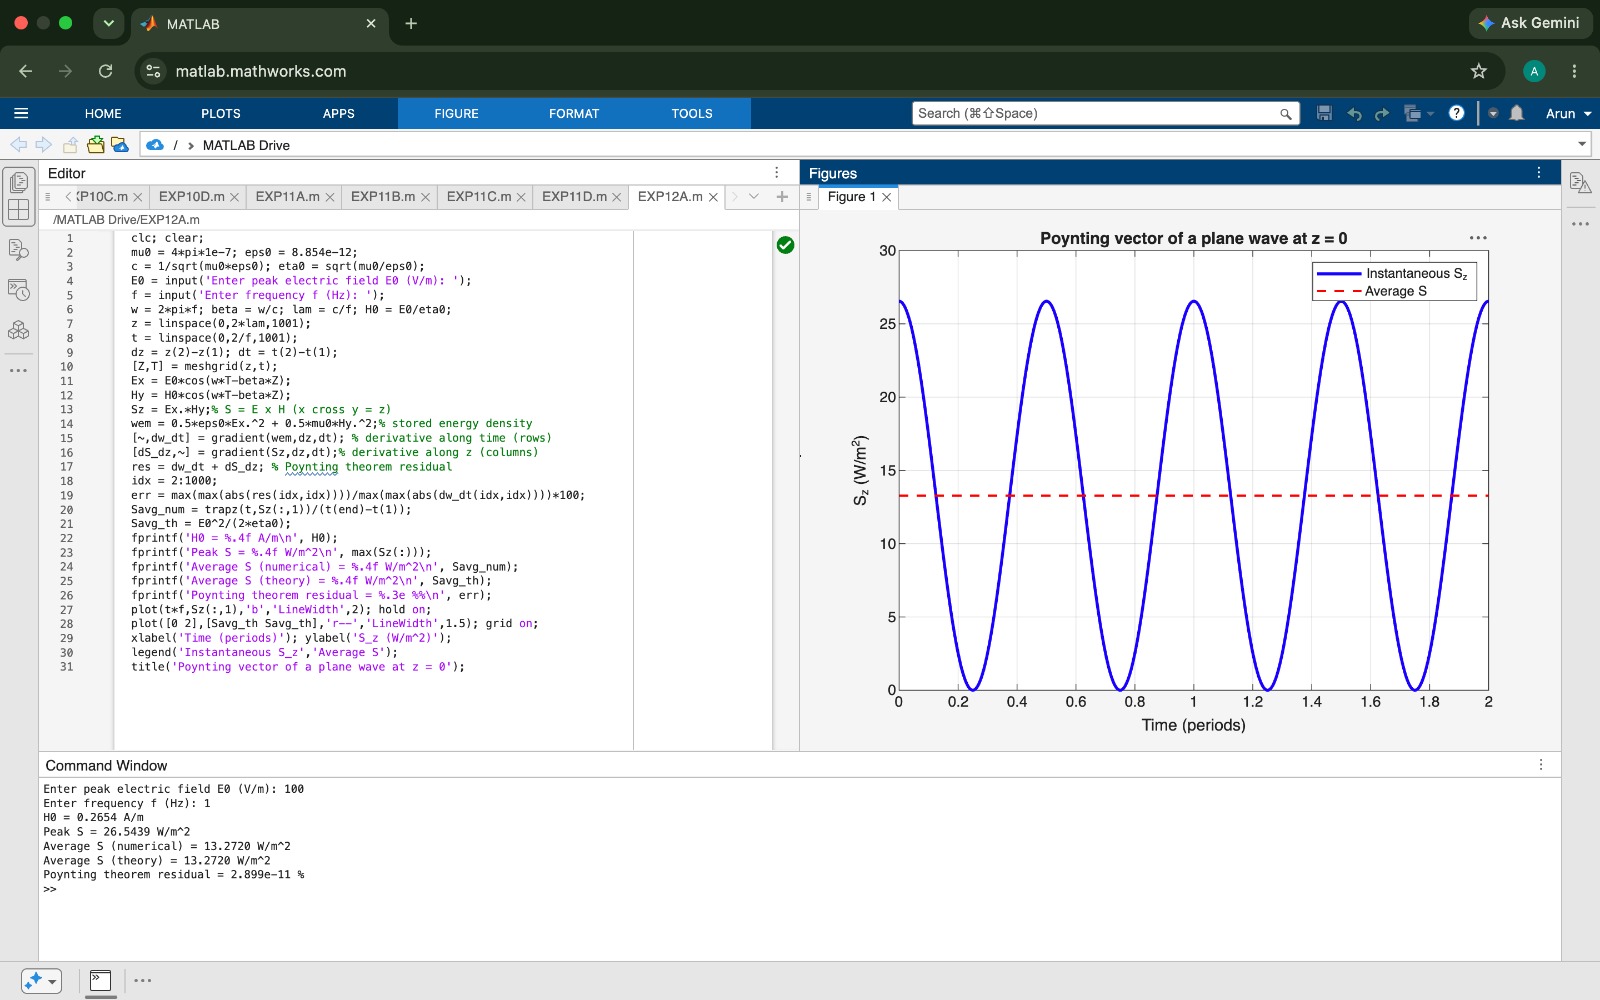 MATLAB
Ask Gemini
matlab.mathworks.com
A
HOME PLOTS APPS FIGURE FORMAT TOOLS
Search (⌘⇧Space)
Arun
/ › MATLAB Drive
Editor
XP10C.m × EXP10D.m × EXP11A.m × EXP11B.m × EXP11C.m × EXP11D.m × EXP12A.m ×
/MATLAB Drive/EXP12A.m
1 clc; clear;
2 mu0 = 4*pi*1e-7; eps0 = 8.854e-12;
3 c = 1/sqrt(mu0*eps0); eta0 = sqrt(mu0/eps0);
4 E0 = input('Enter peak electric field E0 (V/m): ');
5 f = input('Enter frequency f (Hz): ');
6 w = 2*pi*f; beta = w/c; lam = c/f; H0 = E0/eta0;
7 z = linspace(0,2*lam,1001);
8 t = linspace(0,2/f,1001);
9 dz = z(2)-z(1); dt = t(2)-t(1);
10 [Z,T] = meshgrid(z,t);
11 Ex = E0*cos(w*T-beta*Z);
12 Hy = H0*cos(w*T-beta*Z);
13 Sz = Ex.*Hy;% S = E x H (x cross y = z)
14 wem = 0.5*eps0*Ex.^2 + 0.5*mu0*Hy.^2;% stored energy density
15 [~,dw_dt] = gradient(wem,dz,dt); % derivative along time (rows)
16 [dS_dz,~] = gradient(Sz,dz,dt);% derivative along z (columns)
17 res = dw_dt + dS_dz; % Poynting theorem residual
18 idx = 2:1000;
19 err = max(max(abs(res(idx,idx))))/max(max(abs(dw_dt(idx,idx))))*100;
20 Savg_num = trapz(t,Sz(:,1))/(t(end)-t(1));
21 Savg_th = E0^2/(2*eta0);
22 fprintf('H0 = %.4f A/m\n', H0);
23 fprintf('Peak S = %.4f W/m^2\n', max(Sz(:)));
24 fprintf('Average S (numerical) = %.4f W/m^2\n', Savg_num);
25 fprintf('Average S (theory) = %.4f W/m^2\n', Savg_th);
26 fprintf('Poynting theorem residual = %.3e %%\n', err);
27 plot(t*f,Sz(:,1),'b','LineWidth',2); hold on;
28 plot([0 2],[Savg_th Savg_th],'r--','LineWidth',1.5); grid on;
29 xlabel('Time (periods)'); ylabel('S_z (W/m^2)');
30 legend('Instantaneous S_z','Average S');
31 title('Poynting vector of a plane wave at z = 0');
Figures
Figure 1 ×
Poynting vector of a plane wave at z = 0
Instantaneous Sz
Average S
30
25
20
15
10
5
0
Sz (W/m²)
0 0.2 0.4 0.6 0.8 1 1.2 1.4 1.6 1.8 2
Time (periods)
Command Window
Enter peak electric field E0 (V/m): 100
Enter frequency f (Hz): 1
H0 = 0.2654 A/m
Peak S = 26.5439 W/m^2
Average S (numerical) = 13.2720 W/m^2
Average S (theory) = 13.2720 W/m^2
Poynting theorem residual = 2.899e-11 %
>>